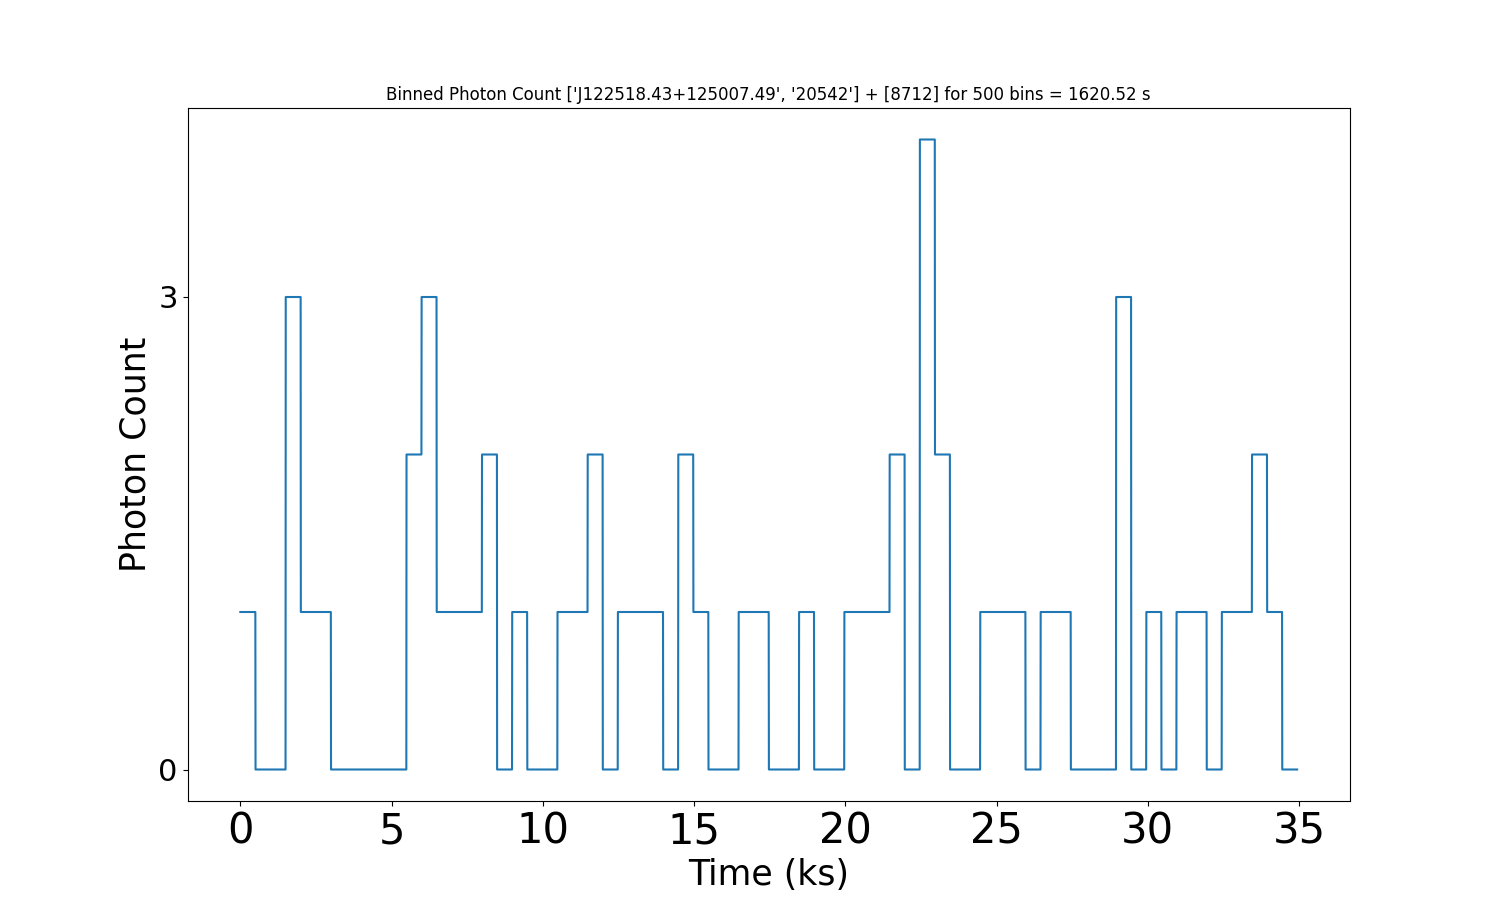 Binned Photon Count ['J122518.43+125007.49', '20542'] + [8712] for 500 bins = 1620.52 s
3
Photon Count
0
0 5 10 15 20 25 30 35
Time (ks)